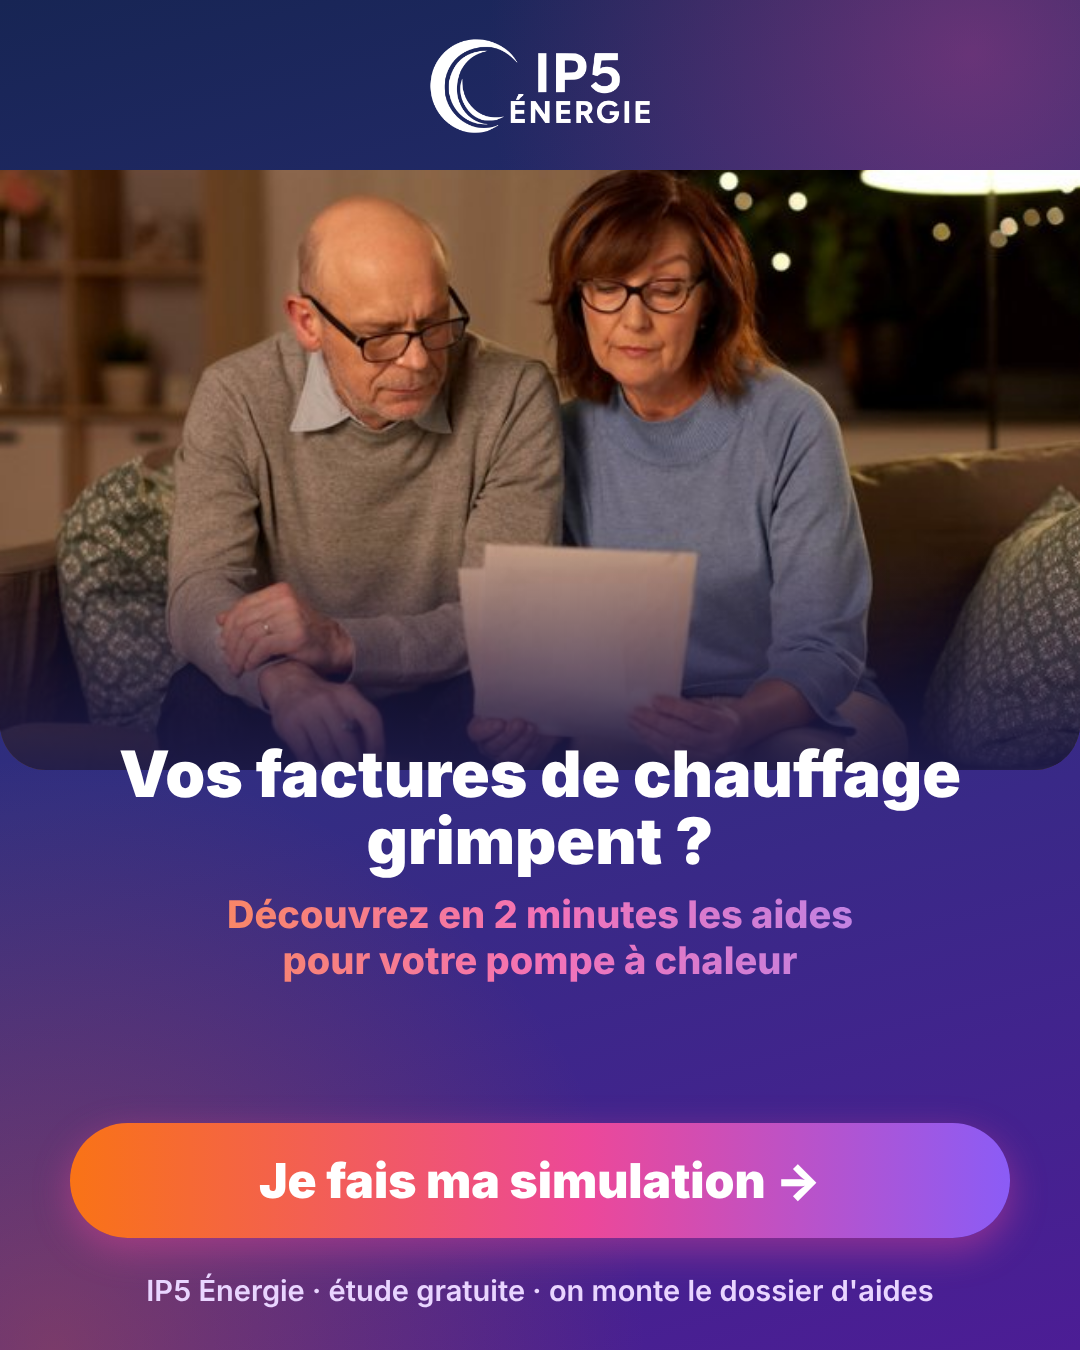 IP5
ÉNERGIE
Vos factures de chauffage
grimpent ?
Découvrez en 2 minutes les aides
pour votre pompe à chaleur
Je fais ma simulation →
IP5 Énergie · étude gratuite · on monte le dossier d'aides